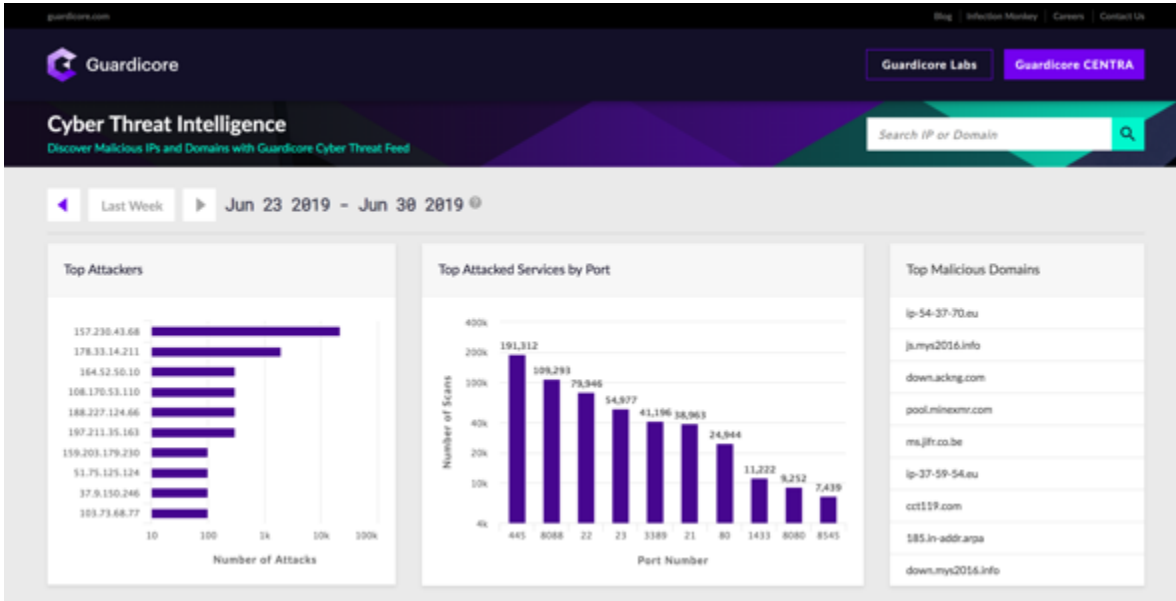 guardicore.com
Blog Infection Monkey Careers Contact Us
Guardicore
Guardicore Labs
Guardicore CENTRA
Cyber Threat Intelligence
Discover Malicious IPs and Domains with Guardicore Cyber Threat Feed
Search IP or Domain
Last Week
Jun 23 2019 - Jun 30 2019
Top Attackers
157.230.43.68
178.33.14.211
164.52.50.10
108.170.53.110
188.227.124.66
197.211.35.163
159.203.179.230
51.75.125.124
37.9.150.246
103.73.68.77
10 100 1k 10k 100k
Number of Attacks
Top Attacked Services by Port
Number of Scans
400k
200k
100k
40k
20k
10k
4k
191,312
109,293
79,946
54,977
41,196
38,963
24,944
11,222
9,252
7,439
445 8088 22 23 3389 21 80 1433 8080 8545
Port Number
Top Malicious Domains
ip-54-37-70.eu
js.mys2016.info
down.ackng.com
pool.minexmr.com
ms.jifr.co.be
ip-37-59-54.eu
cct119.com
185.in-addr.arpa
down.mys2016.info